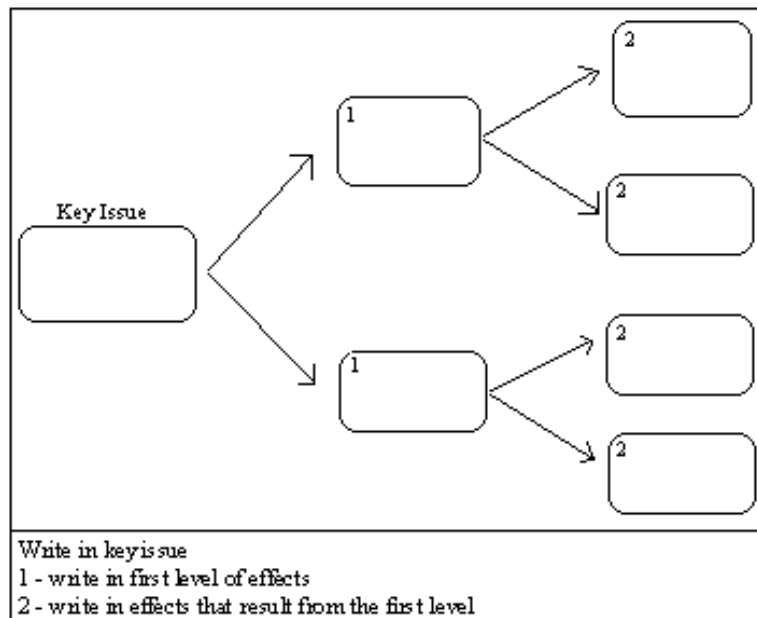 2
1
2
Key Issue
2
1
2
Write in key issue
1 - write in first level of effects
2 - write in effects that result from the first level